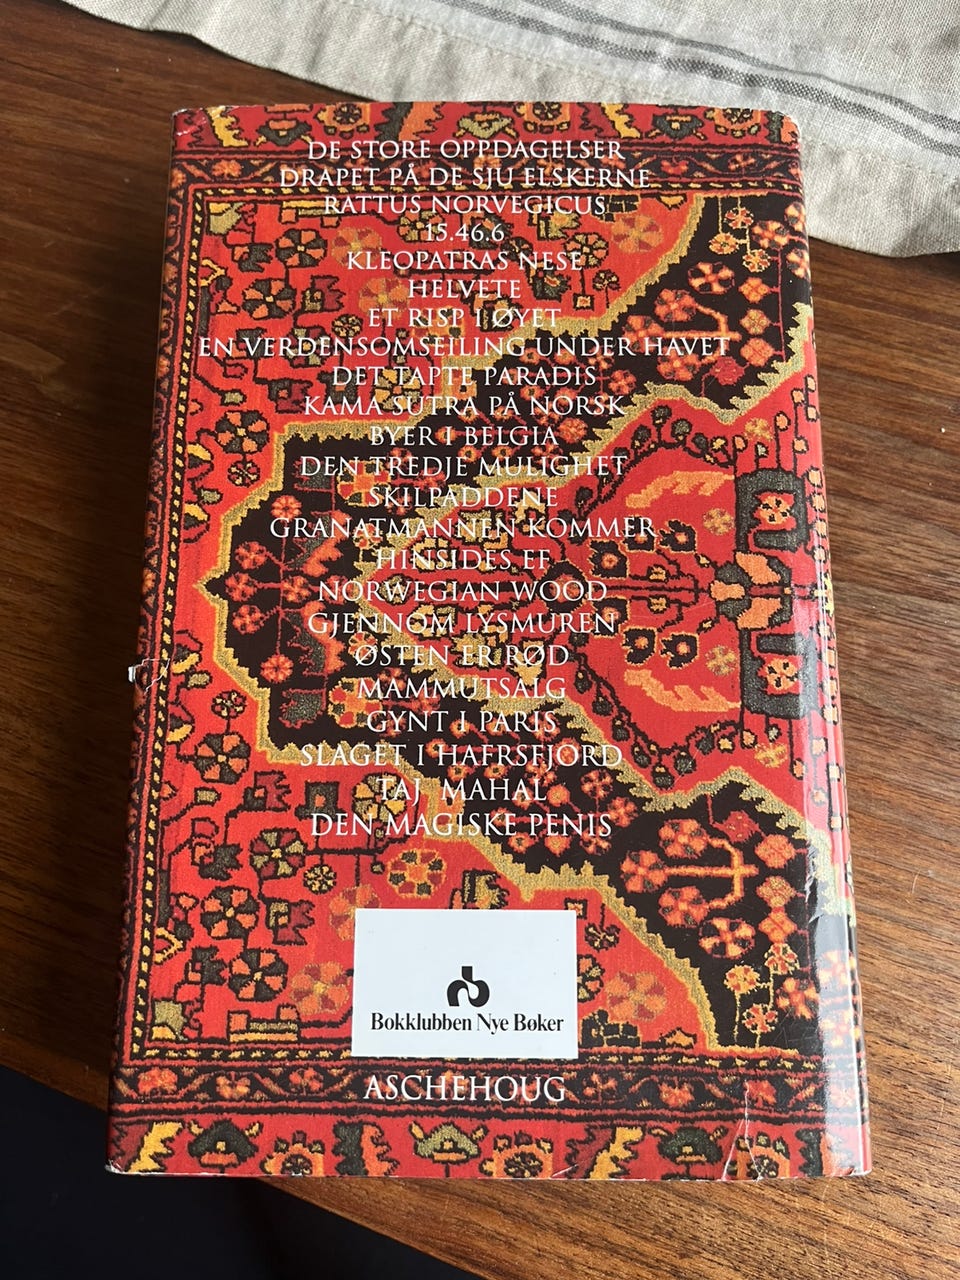 DE STORE OPPDAGELSER
DRAPET PÅ DE SJU ELSKERNE
RATTUS NORVEGICUS
15.46.6
KLEOPATRAS NESE
HELVETE
ET RISP I ØYET
EN VERDENSOMSEILING UNDER HAVET
DET TAPTE PARADIS
KAMA SUTRA PÅ NORSK
BYER I BELGIA
DEN TREDJE MULIGHET
SKILPADDENE
GRANATMANNEN KOMMER
HINSIDES EF
NORWEGIAN WOOD
GJENNOM LYSMUREN
ØSTEN ER RØD
MAMMUTSALG
GYNT I PARIS
SLAGET I HAFRSFJORD
TAJ MAHAL
DEN MAGISKE PENIS
Bokklubben Nye Bøker
ASCHEHOUG